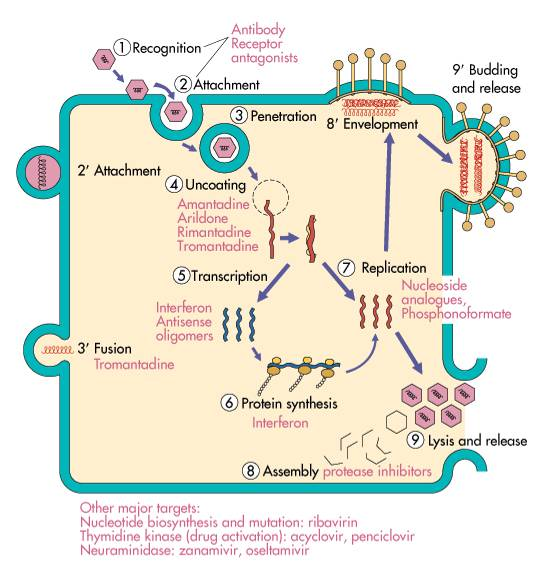 Antibody
Receptor
antagonists
① Recognition
② Attachment
③ Penetration
9′ Budding
and release
8′ Envelopment
2′ Attachment
④ Uncoating
Amantadine
Arildone
Rimantadine
Tromantadine
⑤ Transcription
⑦ Replication
Nucleoside
analogues,
Phosphonoformate
Interferon
Antisense
oligomers
3′ Fusion
Tromantadine
⑥ Protein synthesis
Interferon
⑨ Lysis and release
⑧ Assembly protease inhibitors
Other major targets:
Nucleotide biosynthesis and mutation: ribavirin
Thymidine kinase (drug activation): acyclovir, penciclovir
Neuraminidase: zanamivir, oseltamivir